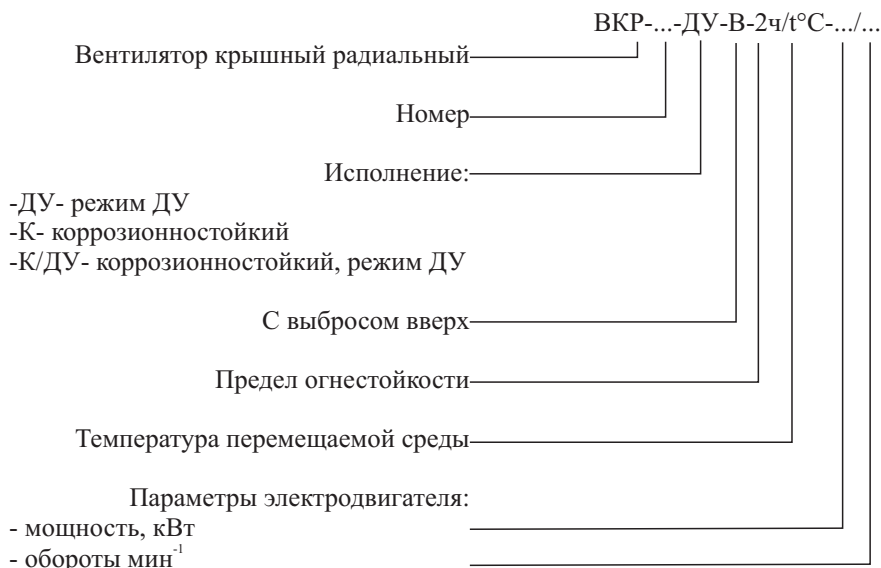 ВКР-...-ДУ-В-2ч/t°С-.../...
Вентилятор крышный радиальный
Номер
Исполнение:
-ДУ- режим ДУ
-К- коррозионностойкий
-К/ДУ- коррозионностойкий, режим ДУ
С выбросом вверх
Предел огнестойкости
Температура перемещаемой среды
Параметры электродвигателя:
- мощность, кВт
- обороты мин⁻¹